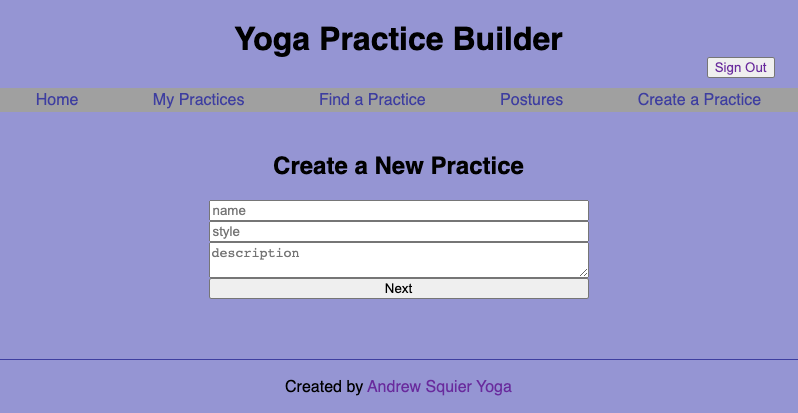 Yoga Practice Builder
Sign Out
Home My Practices Find a Practice Postures Create a Practice
Create a New Practice
name
style
description
Next
Created by Andrew Squier Yoga